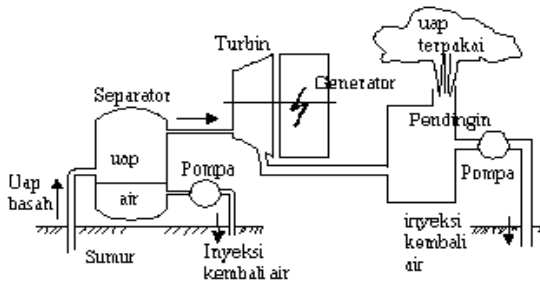 uap
terpakai
Turbin
Generator
Separator
Pendingin
uap
Pompa
Pompa
Uap
basah
air
inyeksi
kembali
air
Sumur
Inyeksi
kembali air